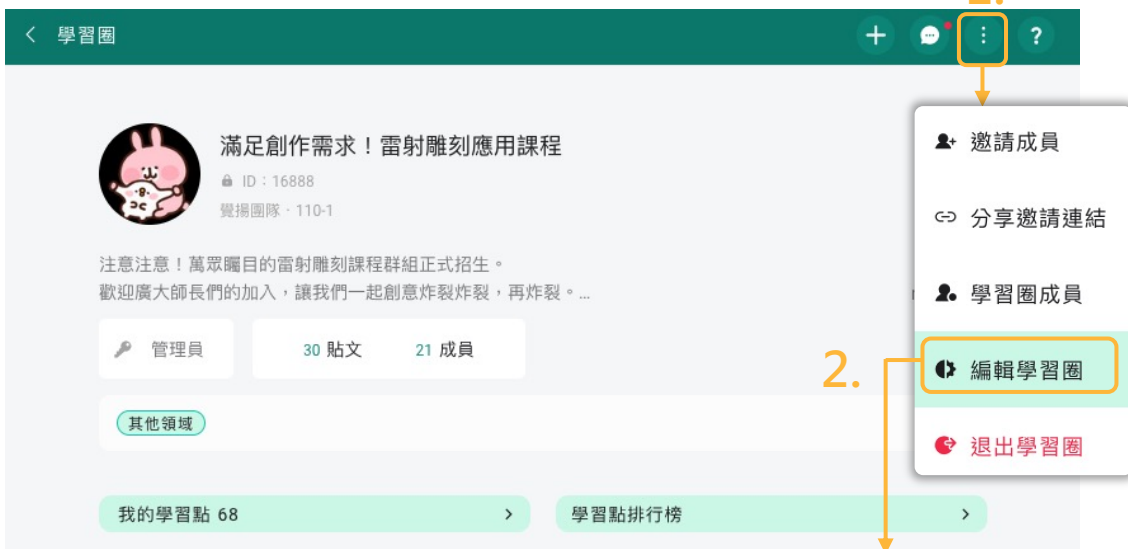 學習圈
?
邀請成員
滿足創作需求！雷射雕刻應用課程
ID：16888
覺揚團隊 · 110-1
分享邀請連結
注意注意！萬眾矚目的雷射雕刻課程群組正式招生。
歡迎廣大師長們的加入，讓我們一起創意炸裂炸裂，再炸裂。...
學習圈成員
管理員
30 貼文
21 成員
2.
編輯學習圈
其他領域
退出學習圈
我的學習點 68
學習點排行榜